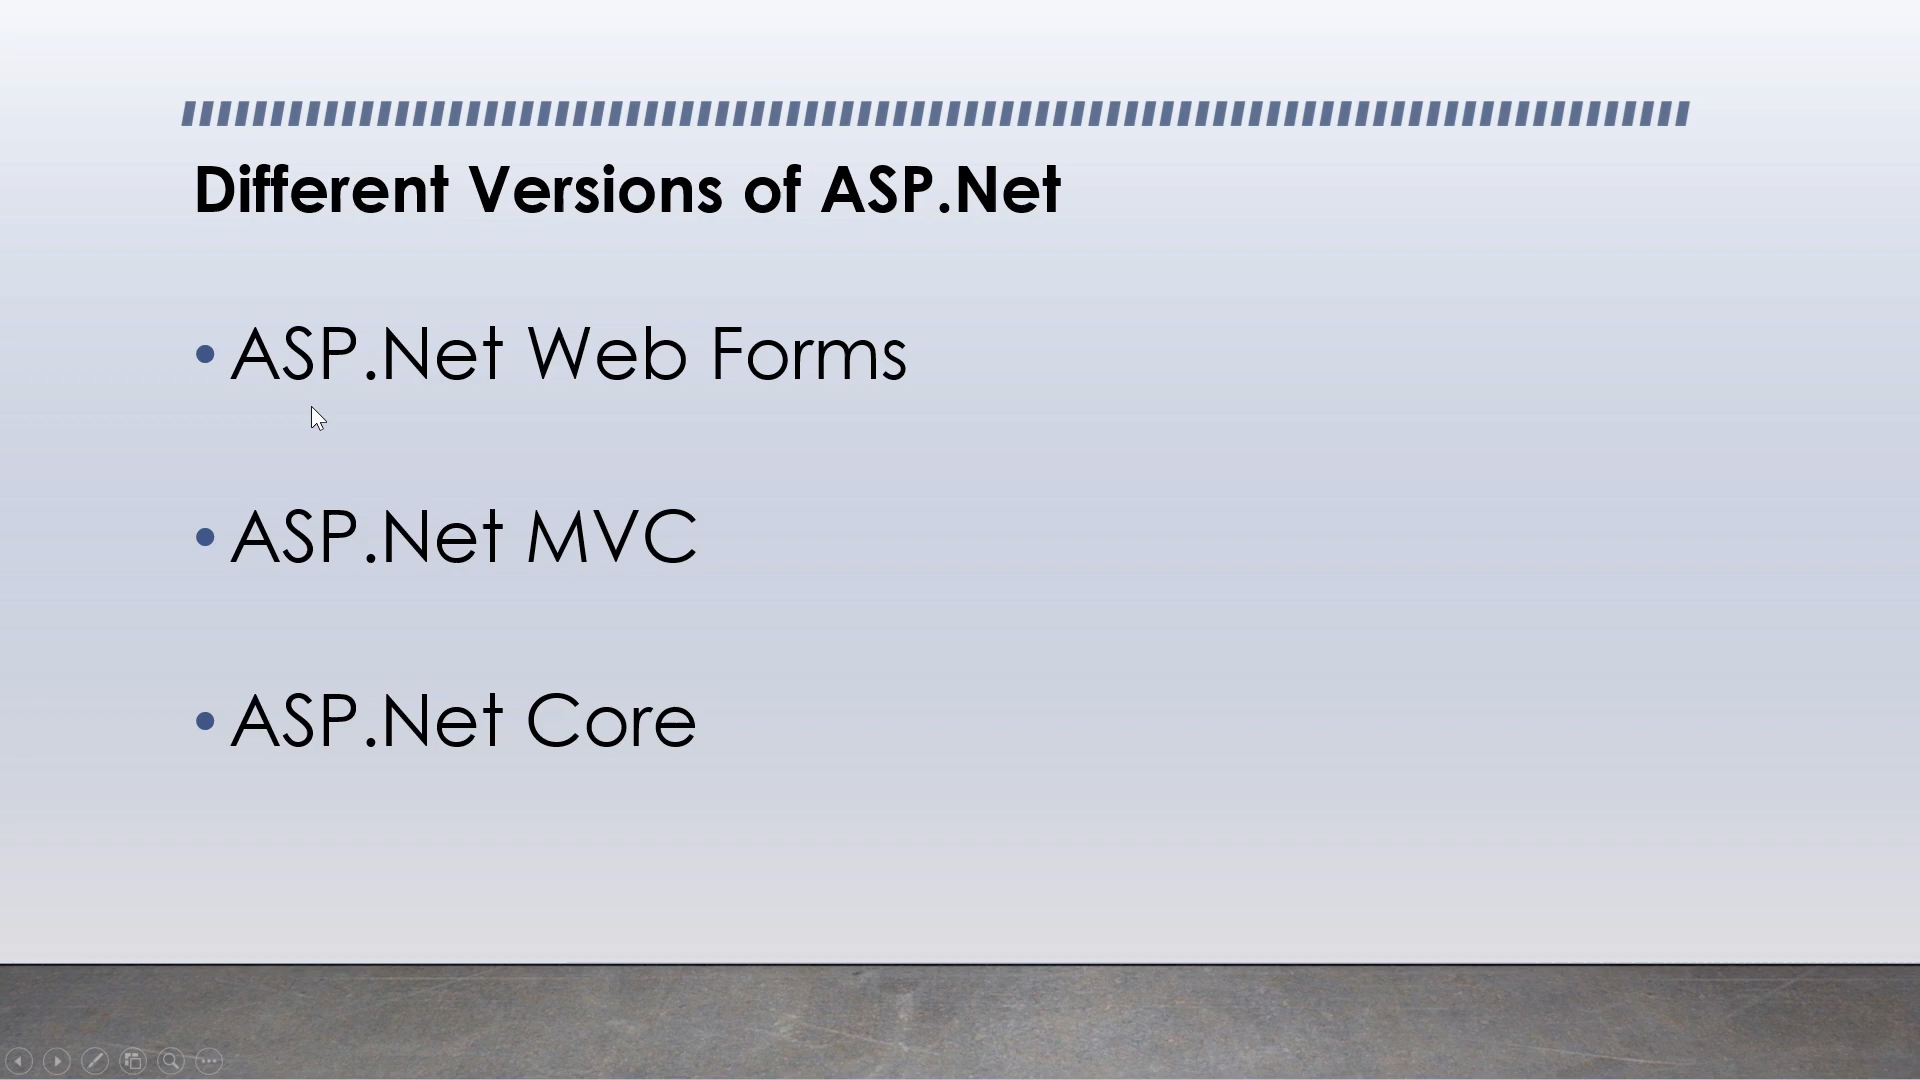 Different Versions of ASP.Net
• ASP.Net Web Forms
• ASP.Net MVC
• ASP.Net Core